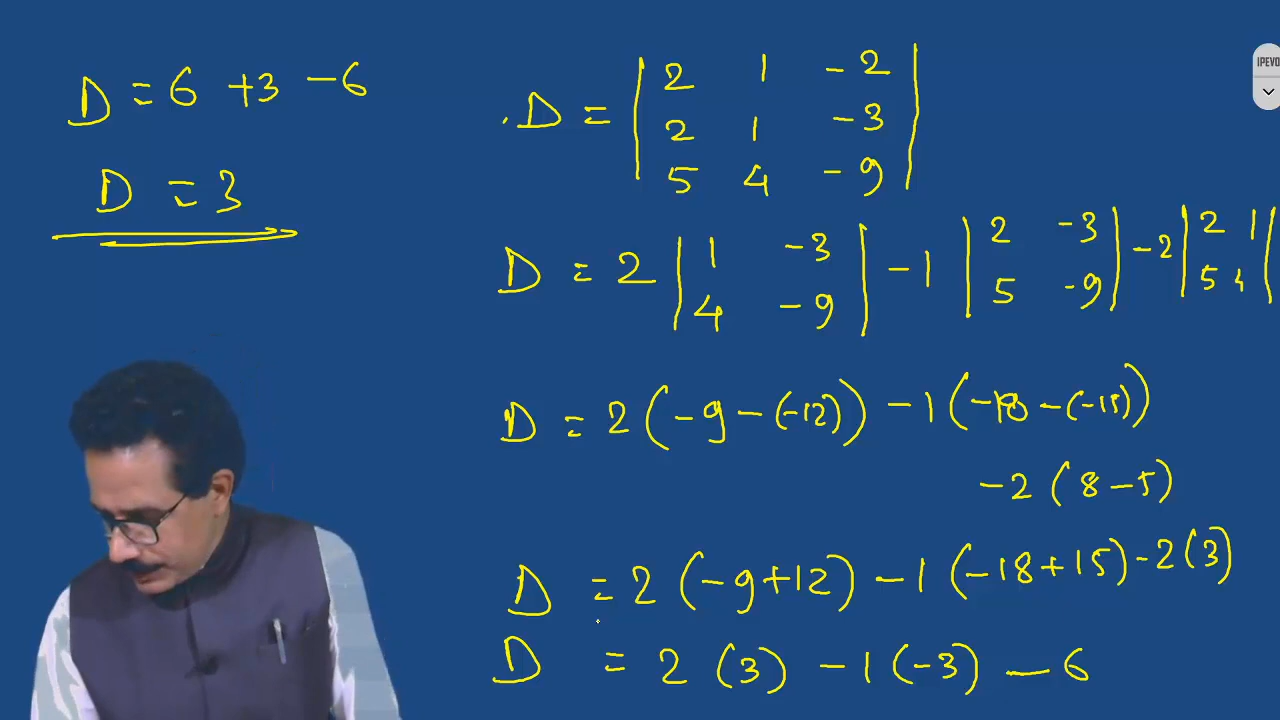 D = 6 + 3 - 6
D = 3
. D = | 2 1 -2 |
| 2 1 -3 |
| 5 4 -9 |
D = 2 | 1 -3 | -1 | 2 -3 | -2 | 2 1 |
| 4 -9 | | 5 -9 | | 5 4 |
D = 2 (-9 - (-12)) - 1 (-18 - (-15))
-2 (8 - 5)
D = 2 (-9+12) - 1 (-18+15) - 2(3)
D = 2 (3) - 1 (-3) - 6
IPEVO